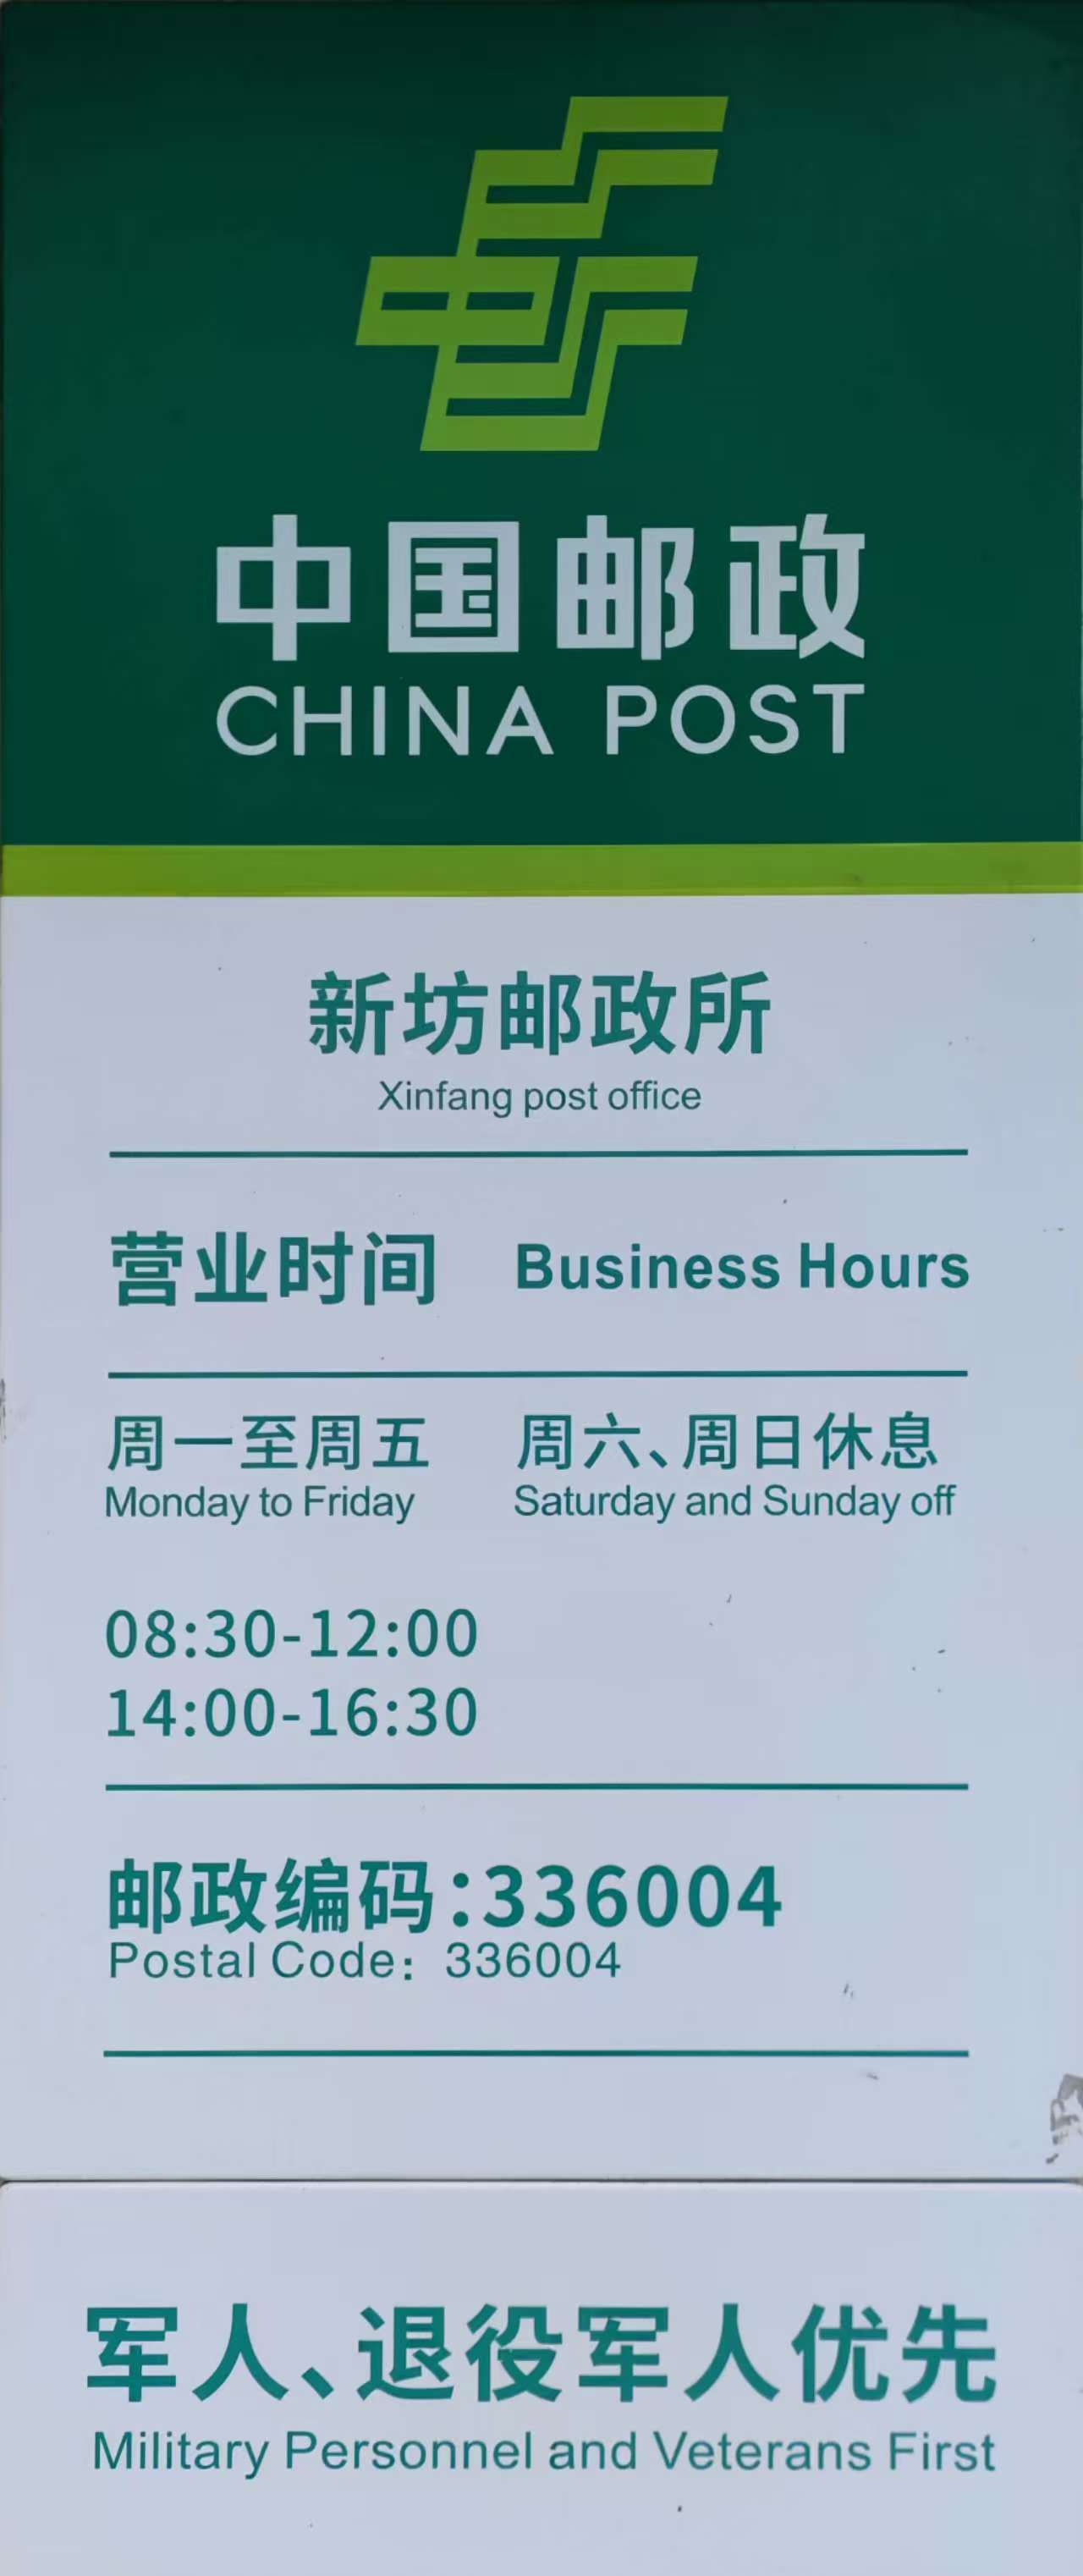 中国邮政
CHINA POST
新坊邮政所
Xinfang post office
营业时间 Business Hours
周一至周五 周六、周日休息
Monday to Friday Saturday and Sunday off
08:30-12:00
14:00-16:30
邮政编码:336004
Postal Code: 336004
军人、退役军人优先
Military Personnel and Veterans First